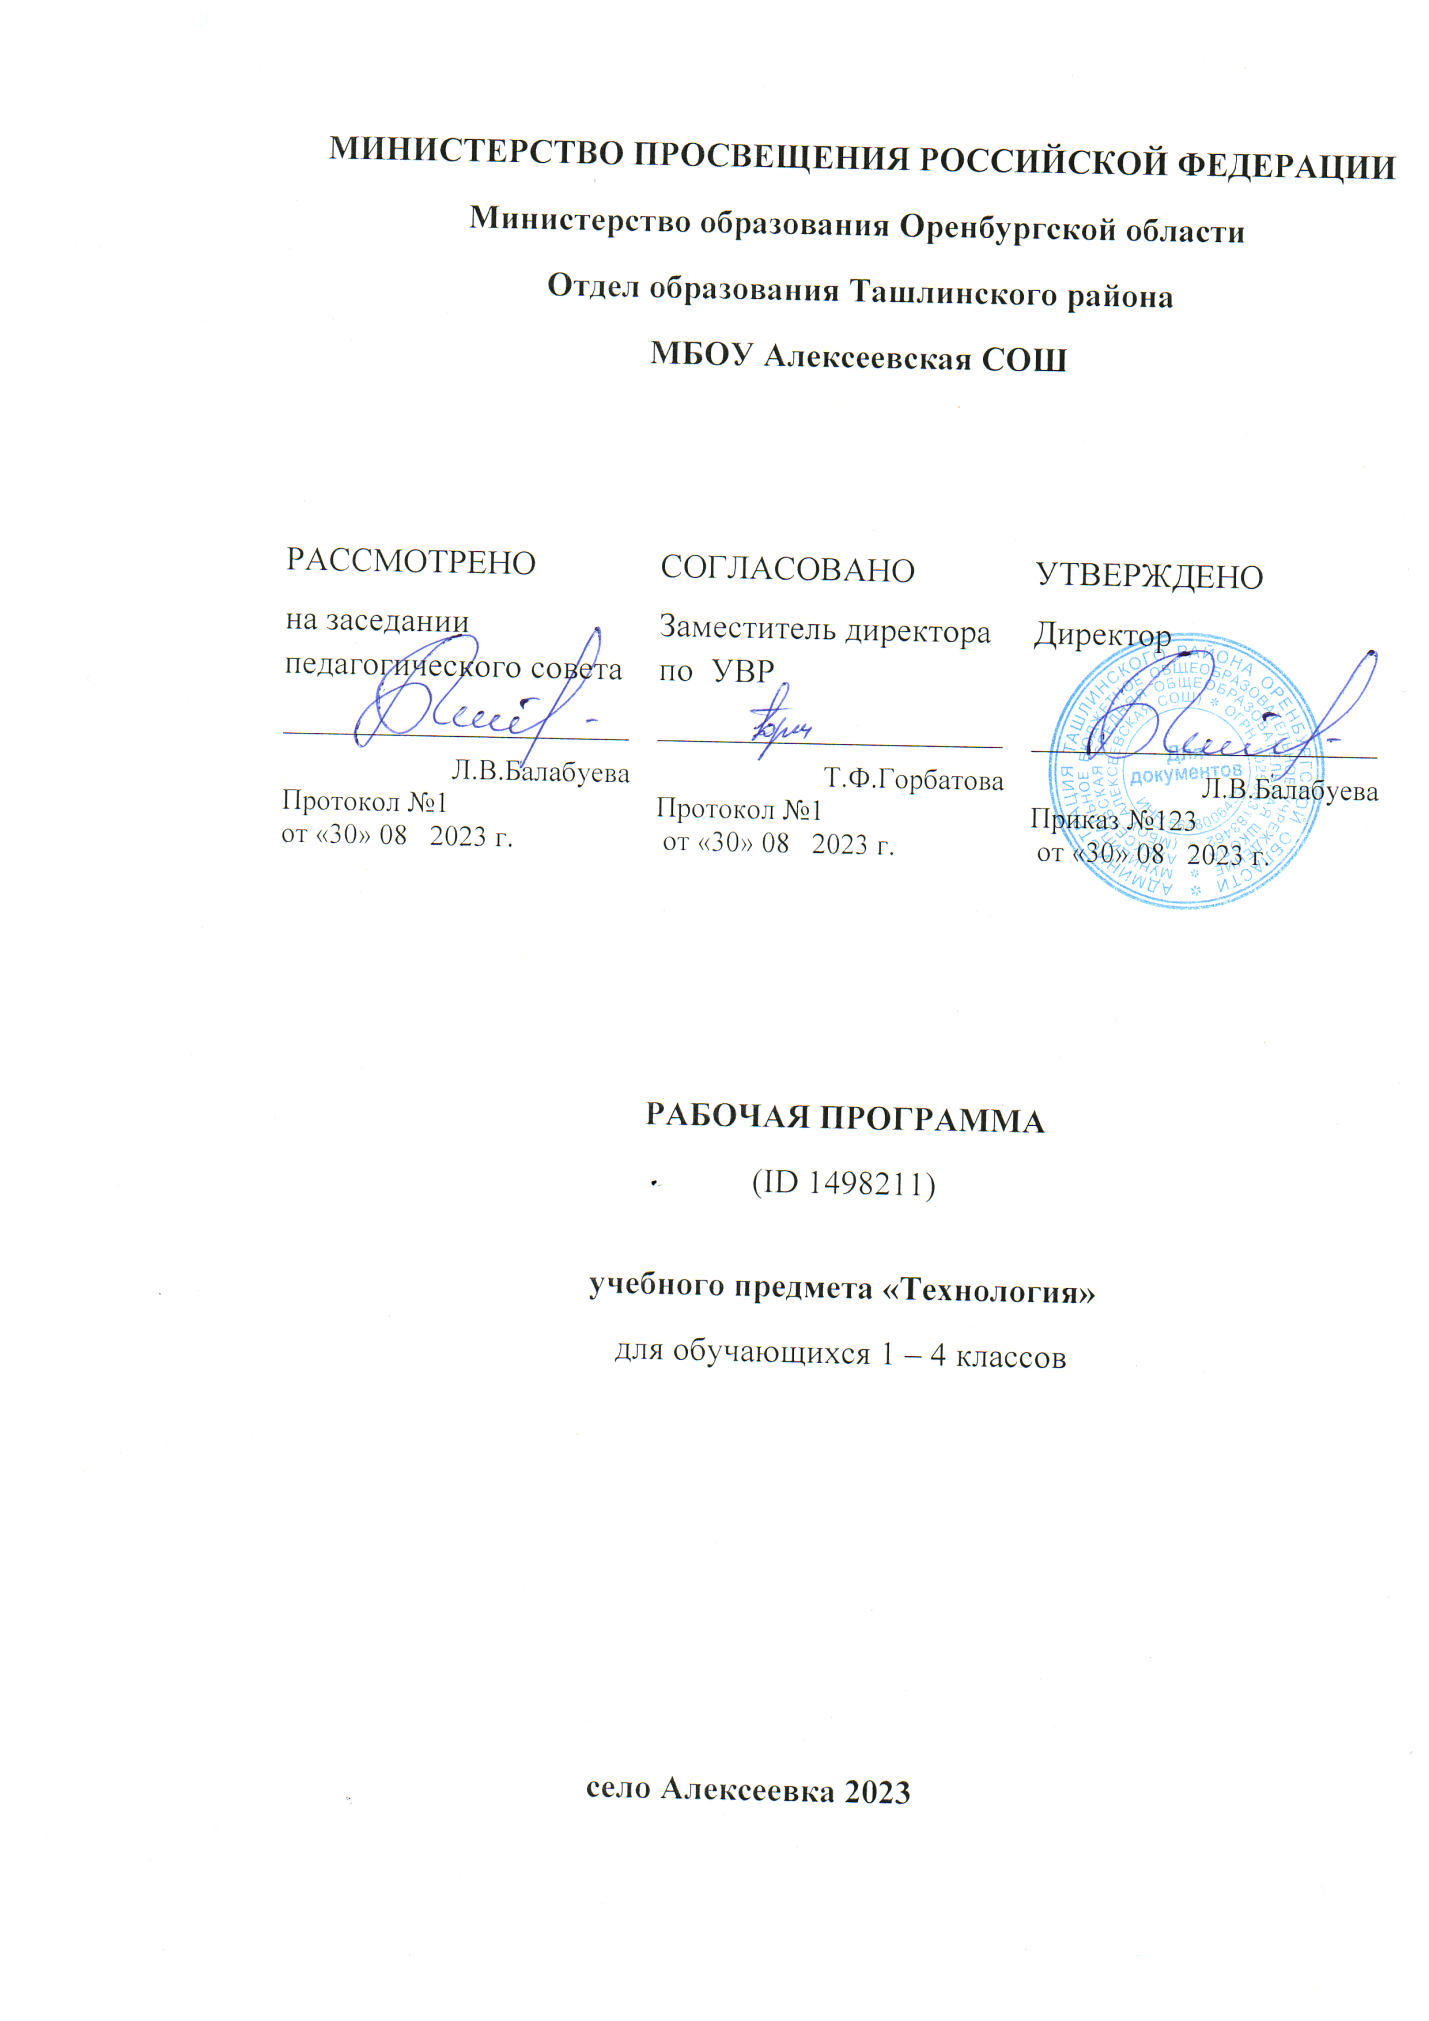 МИНИСТЕРСТВО ПРОСВЕЩЕНИЯ РОССИЙСКОЙ ФЕДЕРАЦИИ
Министерство образования Оренбургской области
Отдел образования Ташлинского района
МБОУ Алексеевская СОШ
РАССМОТРЕНО
на заседании
педагогического совета
Л.В.Балабуева
Протокол №1
от «30» 08 2023 г.
СОГЛАСОВАНО
Заместитель директора
по УВР
Т.Ф.Горбатова
Протокол №1
от «30» 08 2023 г.
УТВЕРЖДЕНО
Директор
Л.В.Балабуева
Приказ №123
от «30» 08 2023 г.
для
документов
РАБОЧАЯ ПРОГРАММА
(ID 1498211)
учебного предмета «Технология»
для обучающихся 1 – 4 классов
село Алексеевка 2023